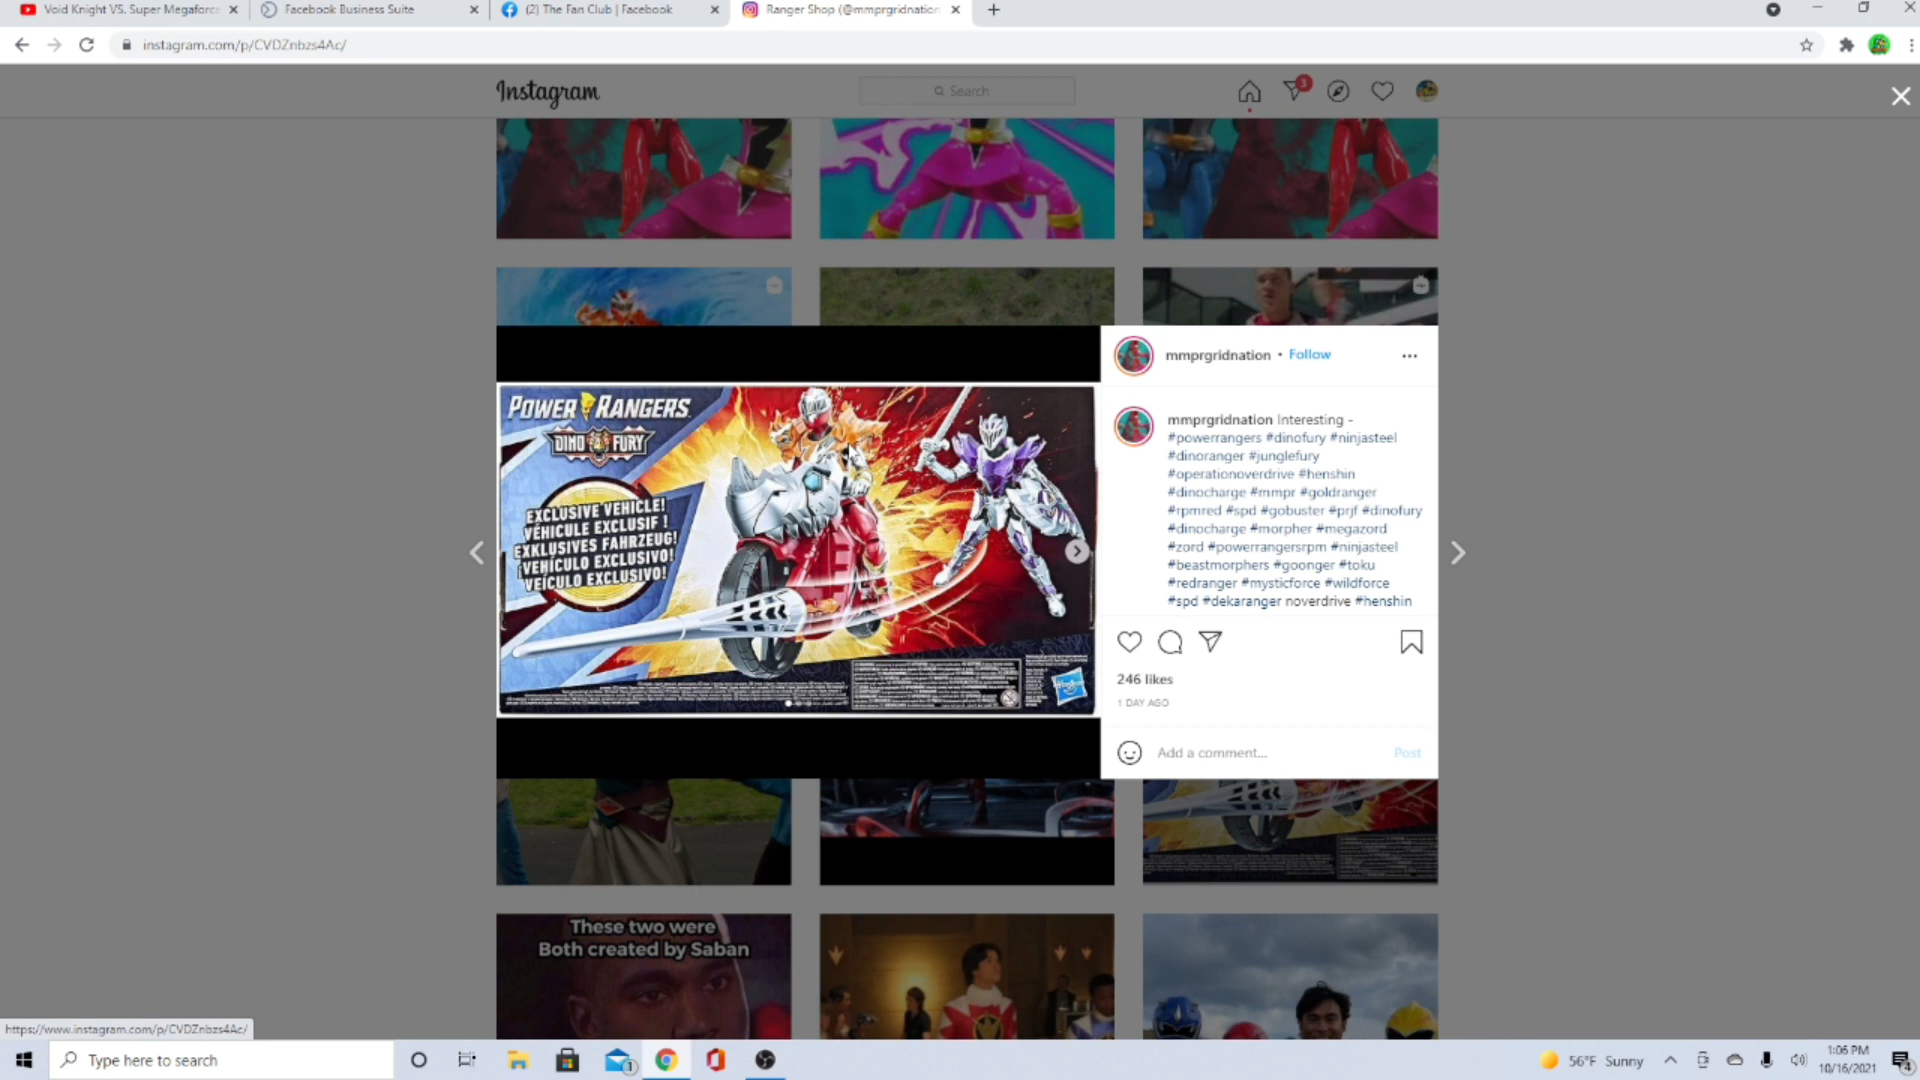 Void Knight VS. Super Megaforc
Facebook Business Suite
(2) The Fan Club | Facebook
Ranger Shop (@mmprgridnation
instagram.com/p/CVDZnbzs4Ac/
Instagram
Search
3
mmprgridnation • Follow
POWER RANGERS
DINO FURY
EXCLUSIVE VEHICLE!
VÉHICULE EXCLUSIF !
EXKLUSIVES FAHRZEUG!
¡VEHÍCULO EXCLUSIVO!
VEÍCULO EXCLUSIVO!
Hasbro
mmprgridnation Interesting -
#powerrangers #dinofury #ninjasteel
#dinoranger #junglefury
#operationoverdrive #henshin
#dinocharge #mmpr #goldranger
#rpmred #spd #gobuster #prjf #dinofury
#dinocharge #morpher #megazord
#zord #powerrangersrpm #ninjasteel
#beastmorphers #goonger #toku
#redranger #mysticforce #wildforce
#spd #dekaranger noverdrive #henshin
246 likes
1 DAY AGO
Add a comment...
Post
These two were
Both created by Saban
https://www.instagram.com/p/CVDZnbzs4Ac/
Type here to search
1
56°F Sunny
1:06 PM
10/16/2021
4